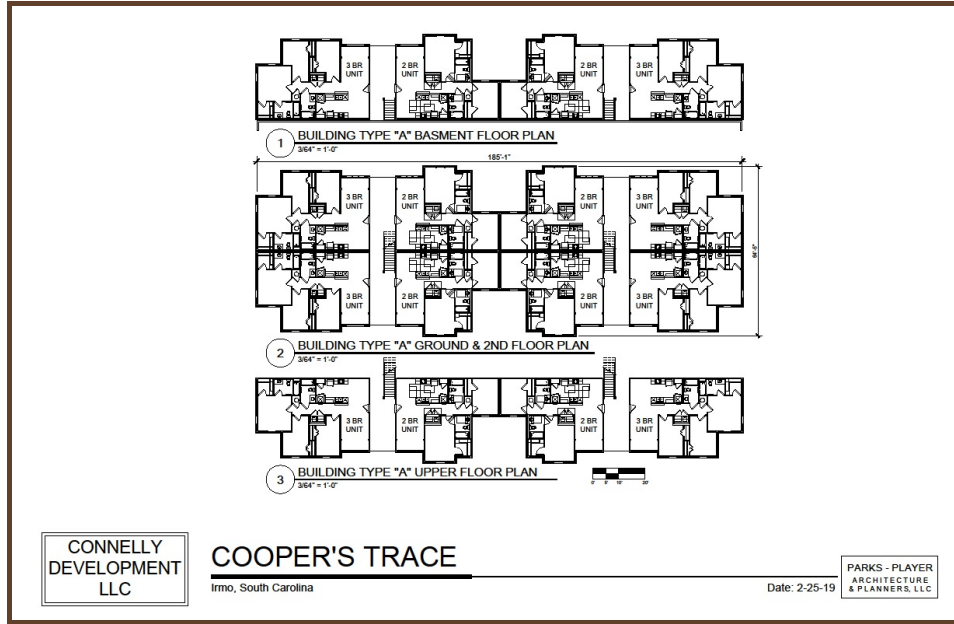 3 BR
UNIT
2 BR
UNIT
2 BR
UNIT
3 BR
UNIT
1
BUILDING TYPE "A" BASMENT FLOOR PLAN
3/64" = 1'-0"
185'-1"
3 BR
UNIT
2 BR
UNIT
2 BR
UNIT
3 BR
UNIT
3 BR
UNIT
2 BR
UNIT
2 BR
UNIT
3 BR
UNIT
2
BUILDING TYPE "A" GROUND & 2ND FLOOR PLAN
3/64" = 1'-0"
3 BR
UNIT
2 BR
UNIT
2 BR
UNIT
3 BR
UNIT
3
BUILDING TYPE "A" UPPER FLOOR PLAN
3/64" = 1'-0"
0' 5' 10' 20'
CONNELLY
DEVELOPMENT
LLC
COOPER'S TRACE
Irmo, South Carolina
Date: 2-25-19
PARKS - PLAYER
ARCHITECTURE
& PLANNERS, LLC